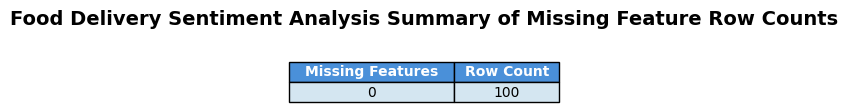 Food Delivery Sentiment Analysis Summary of Missing Feature Row Counts
Missing Features Row Count
0 100